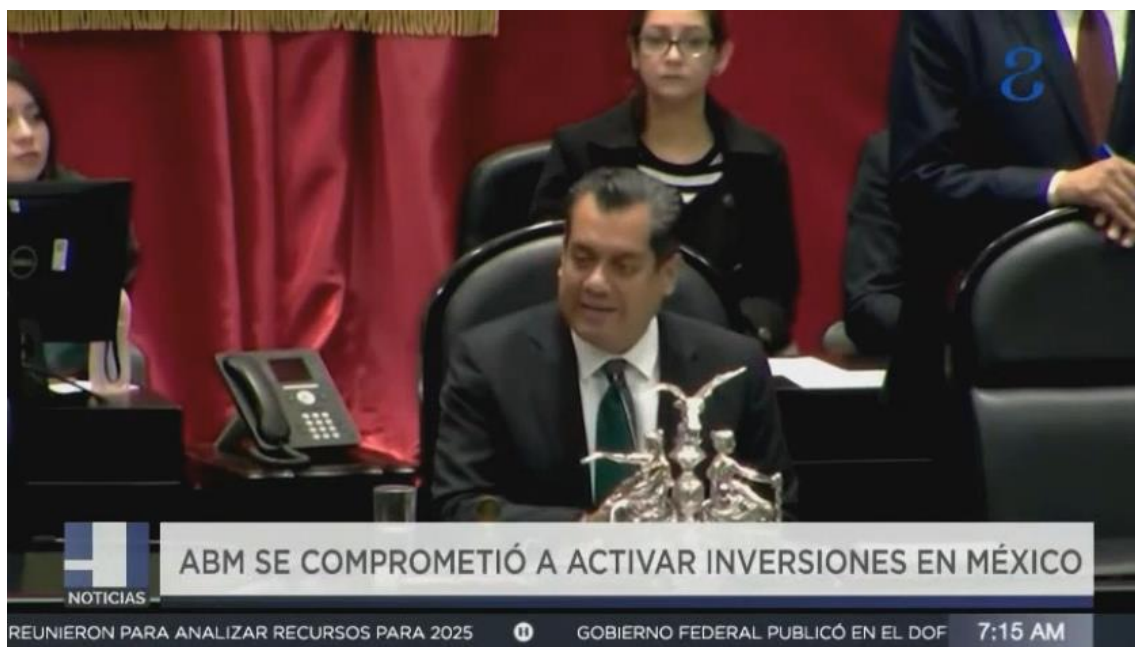 ABM SE COMPROMETIÓ A ACTIVAR INVERSIONES EN MÉXICO
NOTICIAS
REUNIERON PARA ANALIZAR RECURSOS PARA 2025 GOBIERNO FEDERAL PUBLICÓ EN EL DOF 7:15 AM